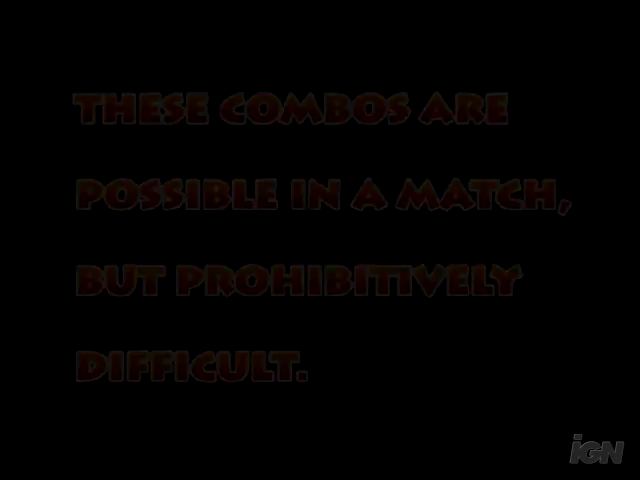 THESE COMBOS ARE
POSSIBLE IN A MATCH,
BUT PROHIBITIVELY
DIFFICULT.
IGN